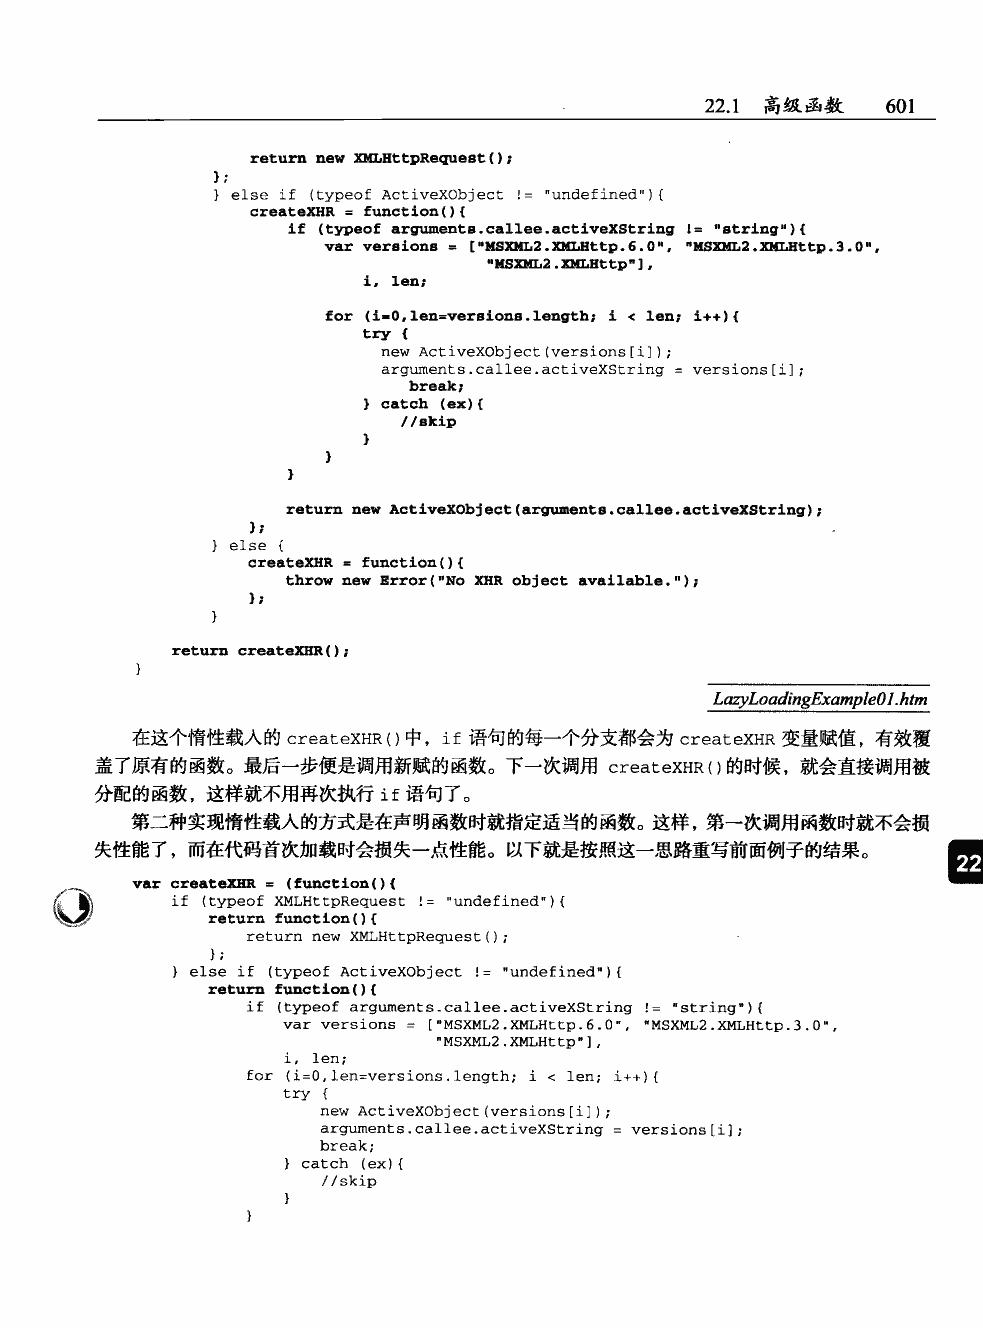 22.1 高级函数 601
return new XMLHttpRequest();
};
} else if (typeof ActiveXObject != "undefined"){
createXHR = function(){
if (typeof arguments.callee.activeXString != "string"){
var versions = ["MSXML2.XMLHttp.6.0", "MSXML2.XMLHttp.3.0",
"MSXML2.XMLHttp"],
i, len;
for (i=0,len=versions.length; i < len; i++){
try {
new ActiveXObject(versions[i]);
arguments.callee.activeXString = versions[i];
break;
} catch (ex){
//skip
}
}
}
return new ActiveXObject(arguments.callee.activeXString);
};
} else {
createXHR = function(){
throw new Error("No XHR object available.");
};
}
return createXHR();
}
LazyLoadingExample01.htm
在这个惰性载入的 createXHR()中，if 语句的每一个分支都会为 createXHR 变量赋值，有效覆
盖了原有的函数。最后一步便是调用新赋的函数。下一次调用 createXHR()的时候，就会直接调用被
分配的函数，这样就不用再次执行 if 语句了。
第二种实现惰性载入的方式是在声明函数时就指定适当的函数。这样，第一次调用函数时就不会损
失性能了，而在代码首次加载时会损失一点性能。以下就是按照这一思路重写前面例子的结果。
22
var createXHR = (function(){
if (typeof XMLHttpRequest != "undefined"){
return function(){
return new XMLHttpRequest();
};
} else if (typeof ActiveXObject != "undefined"){
return function(){
if (typeof arguments.callee.activeXString != "string"){
var versions = ["MSXML2.XMLHttp.6.0", "MSXML2.XMLHttp.3.0",
"MSXML2.XMLHttp"],
i, len;
for (i=0,len=versions.length; i < len; i++){
try {
new ActiveXObject(versions[i]);
arguments.callee.activeXString = versions[i];
break;
} catch (ex){
//skip
}
}